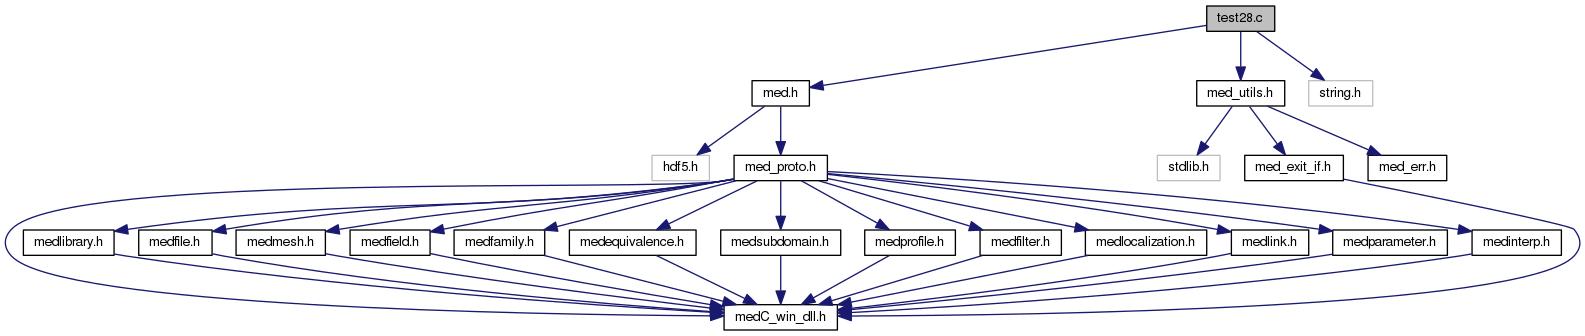 test28.c
med.h
med_utils.h
string.h
hdf5.h
med_proto.h
stdlib.h
med_exit_if.h
med_err.h
medlibrary.h
medfile.h
medmesh.h
medfield.h
medfamily.h
medequivalence.h
medsubdomain.h
medprofile.h
medfilter.h
medlocalization.h
medlink.h
medparameter.h
medinterp.h
medC_win_dll.h